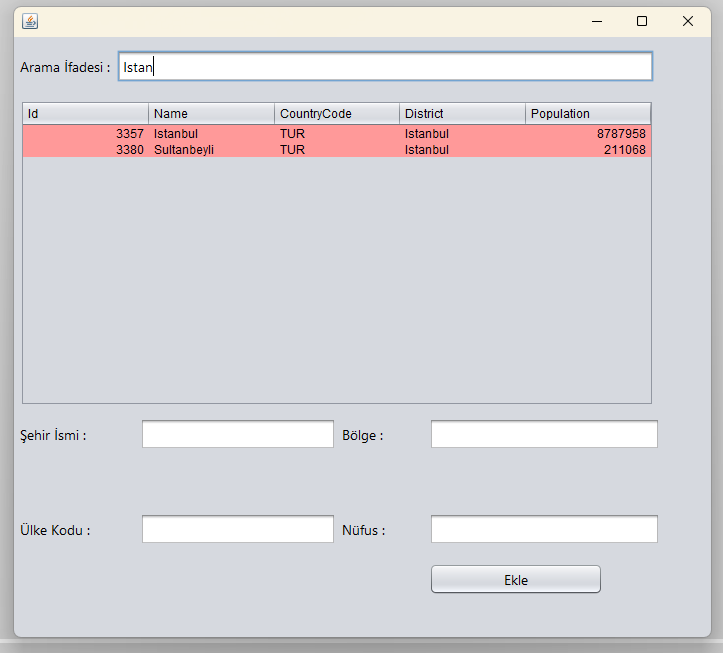 Arama İfadesi : Istan
Id Name CountryCode District Population
3357 Istanbul TUR Istanbul 8787958
3380 Sultanbeyli TUR Istanbul 211068
Şehir İsmi : Bölge :
Ülke Kodu : Nüfus :
Ekle